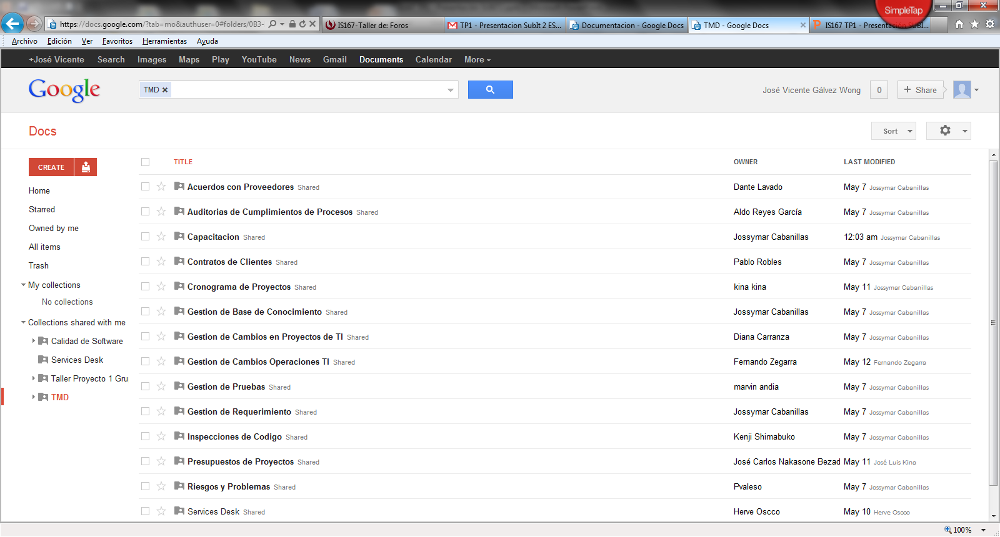 SimpleTap
https://docs.google.com/?tab=mo&authuser=0#folders/0B3-
IS167-Taller de: Foros
TP1 - Presentacion SubIt 2 ES...
Documentacion - Google Docs
TMD - Google Docs
IS167 TP1 - Presentación SUBI...
Archivo Edición Ver Favoritos Herramientas Ayuda
+José Vicente Search Images Maps Play YouTube News Gmail Documents Calendar More
Google TMD José Vicente Gálvez Wong 0 + Share
Docs Sort
CREATE
Home
Starred
Owned by me
All items
Trash
My collections
No collections
Collections shared with me
Calidad de Software
Services Desk
Taller Proyecto 1 Gru
TMD
TITLE OWNER LAST MODIFIED
Acuerdos con Proveedores Shared Dante Lavado May 7 Jossymar Cabanillas
Auditorias de Cumplimientos de Procesos Shared Aldo Reyes García May 7 Jossymar Cabanillas
Capacitacion Shared Jossymar Cabanillas 12:03 am Jossymar Cabanillas
Contratos de Clientes Shared Pablo Robles May 7 Jossymar Cabanillas
Cronograma de Proyectos Shared kina kina May 11 Jossymar Cabanillas
Gestion de Base de Conocimiento Shared Jossymar Cabanillas May 7 Jossymar Cabanillas
Gestion de Cambios en Proyectos de TI Shared Diana Carranza May 7 Jossymar Cabanillas
Gestion de Cambios Operaciones TI Shared Fernando Zegarra May 12 Fernando Zegarra
Gestion de Pruebas Shared marvin andia May 7 Jossymar Cabanillas
Gestion de Requerimiento Shared Jossymar Cabanillas May 7 Jossymar Cabanillas
Inspecciones de Codigo Shared Kenji Shimabuko May 7 Jossymar Cabanillas
Presupuestos de Proyectos Shared José Carlos Nakasone Bezad May 11 José Luis Kina
Riesgos y Problemas Shared Pvaleso May 7 Jossymar Cabanillas
Services Desk Shared Herve Oscco May 10 Herve Oscco
100%